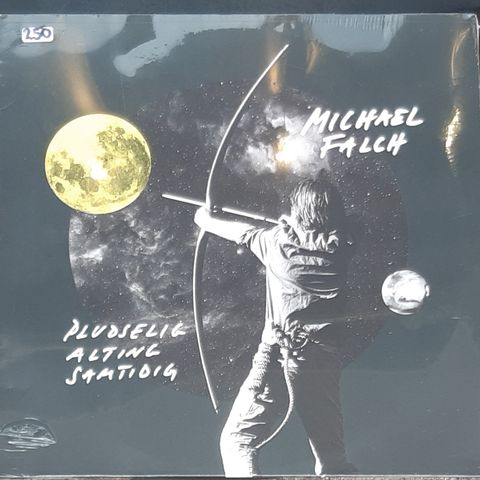 250
MICHAEL
FALCH
PLUDSELIG
ALTING
SAMTIDIG